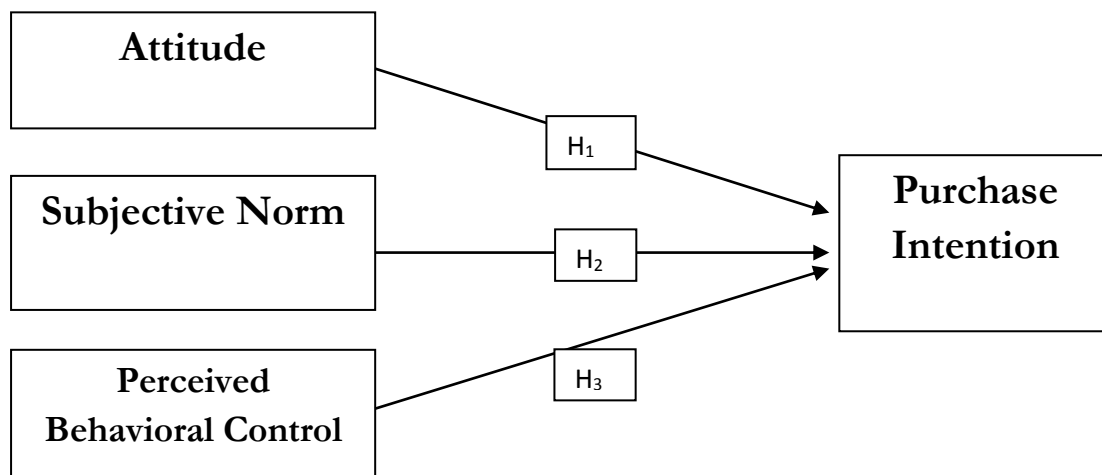 Attitude
H₁
Subjective Norm
H₂
Purchase
Intention
Perceived
Behavioral Control
H₃